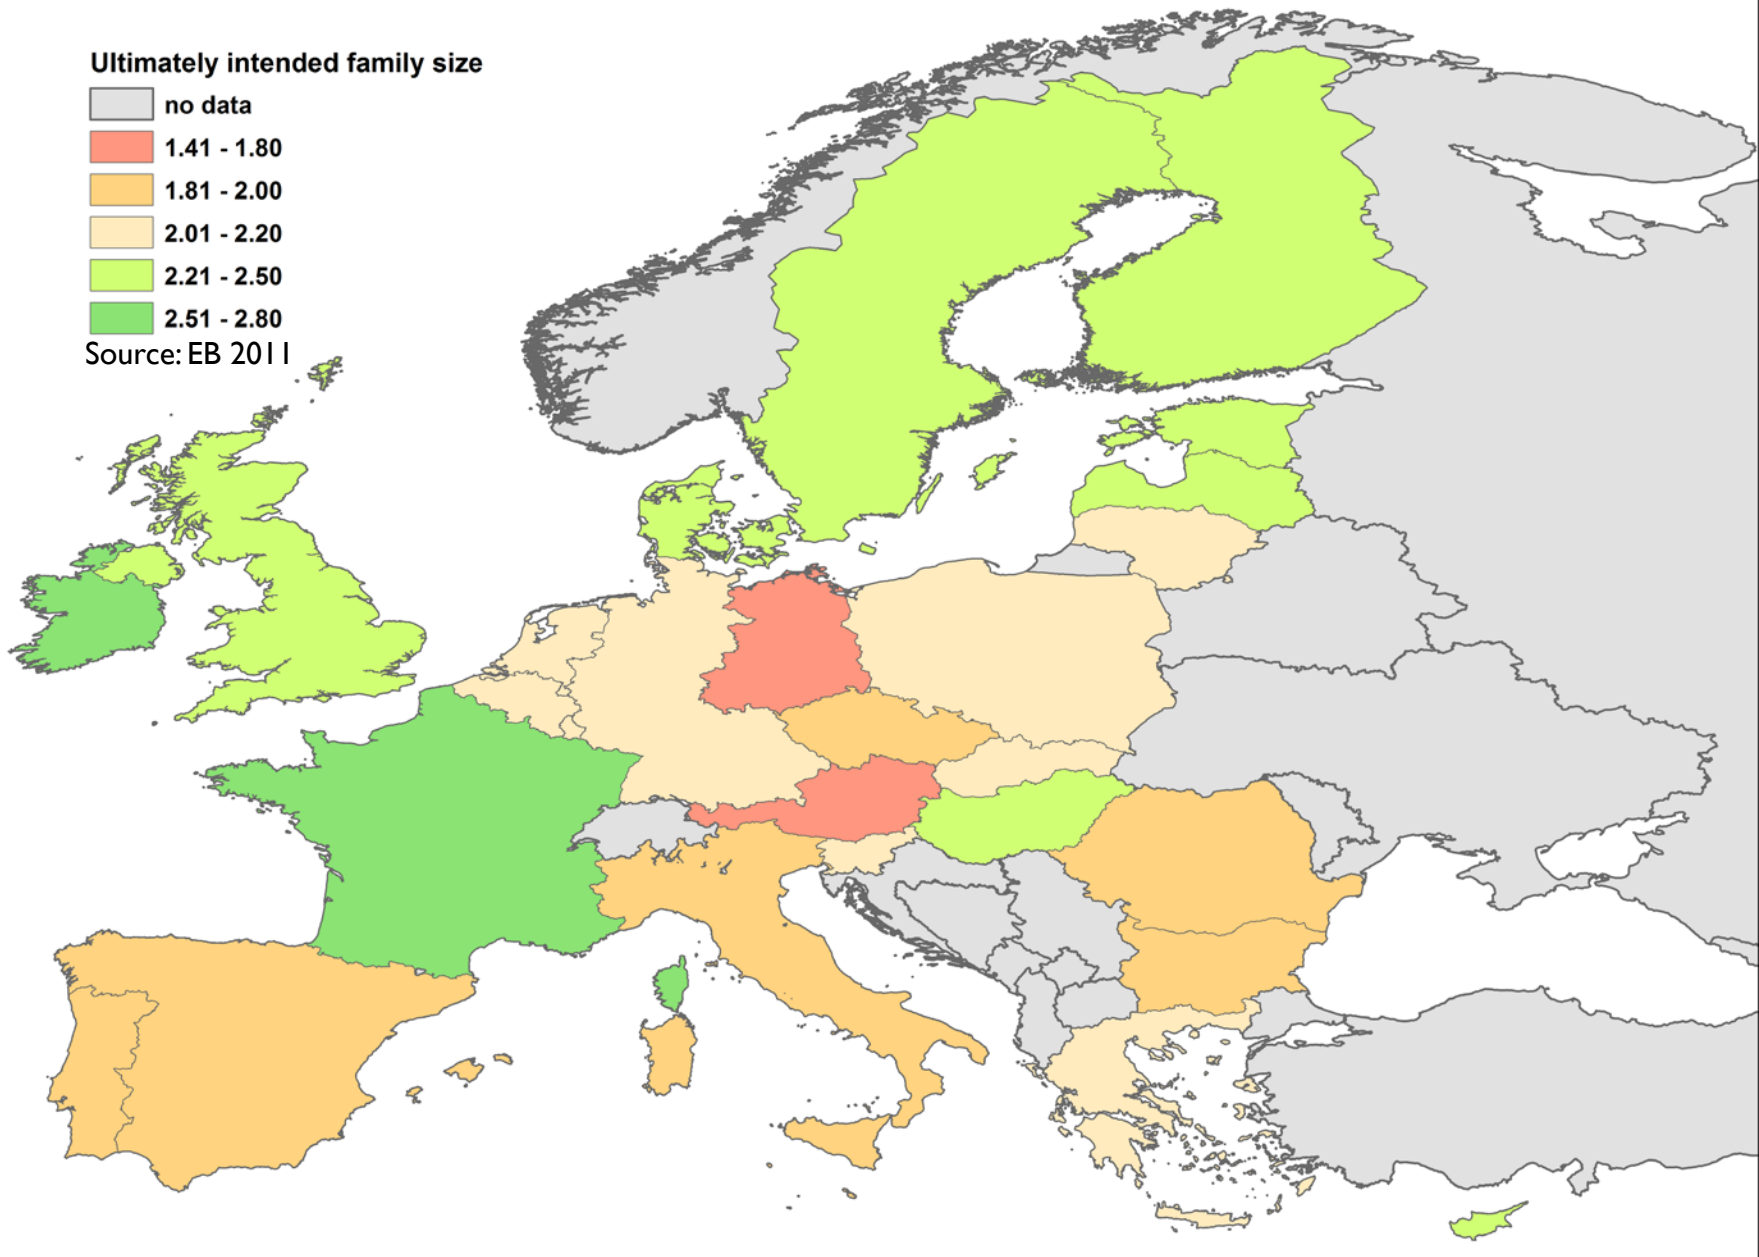 Ultimately intended family size
no data
1.41 - 1.80
1.81 - 2.00
2.01 - 2.20
2.21 - 2.50
2.51 - 2.80
Source: EB 2011